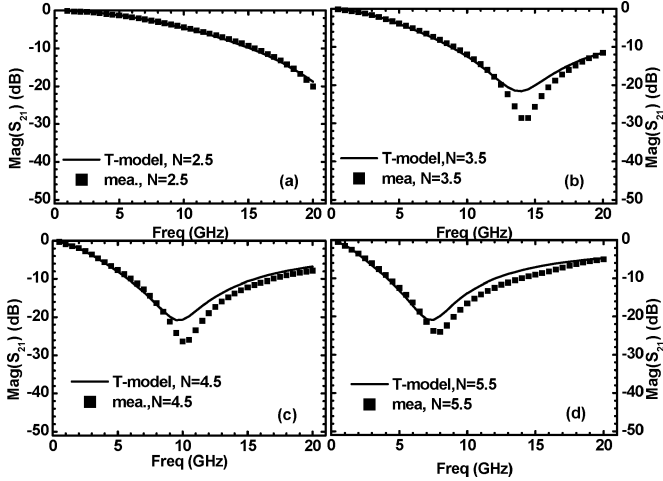 0
-10
-20
-30
-40
-50
Mag(S21) (dB)
T-model, N=2.5
mea., N=2.5
(a)
0 5 10 15 20
Freq (GHz)
0
-10
-20
-30
-40
-50
Mag(S21) (dB)
T-model,N=3.5
mea, N=3.5
(b)
0 5 10 15 20
Freq (GHz)
0
-10
-20
-30
-40
-50
Mag(S21) (dB)
T-model, N=4.5
mea.,N=4.5
(c)
0 5 10 15 20
Freq (GHz)
0
-10
-20
-30
-40
-50
Mag(S21) (dB)
T-model,N=5.5
mea, N=5.5
(d)
0 5 10 15 20
Freq (GHz)